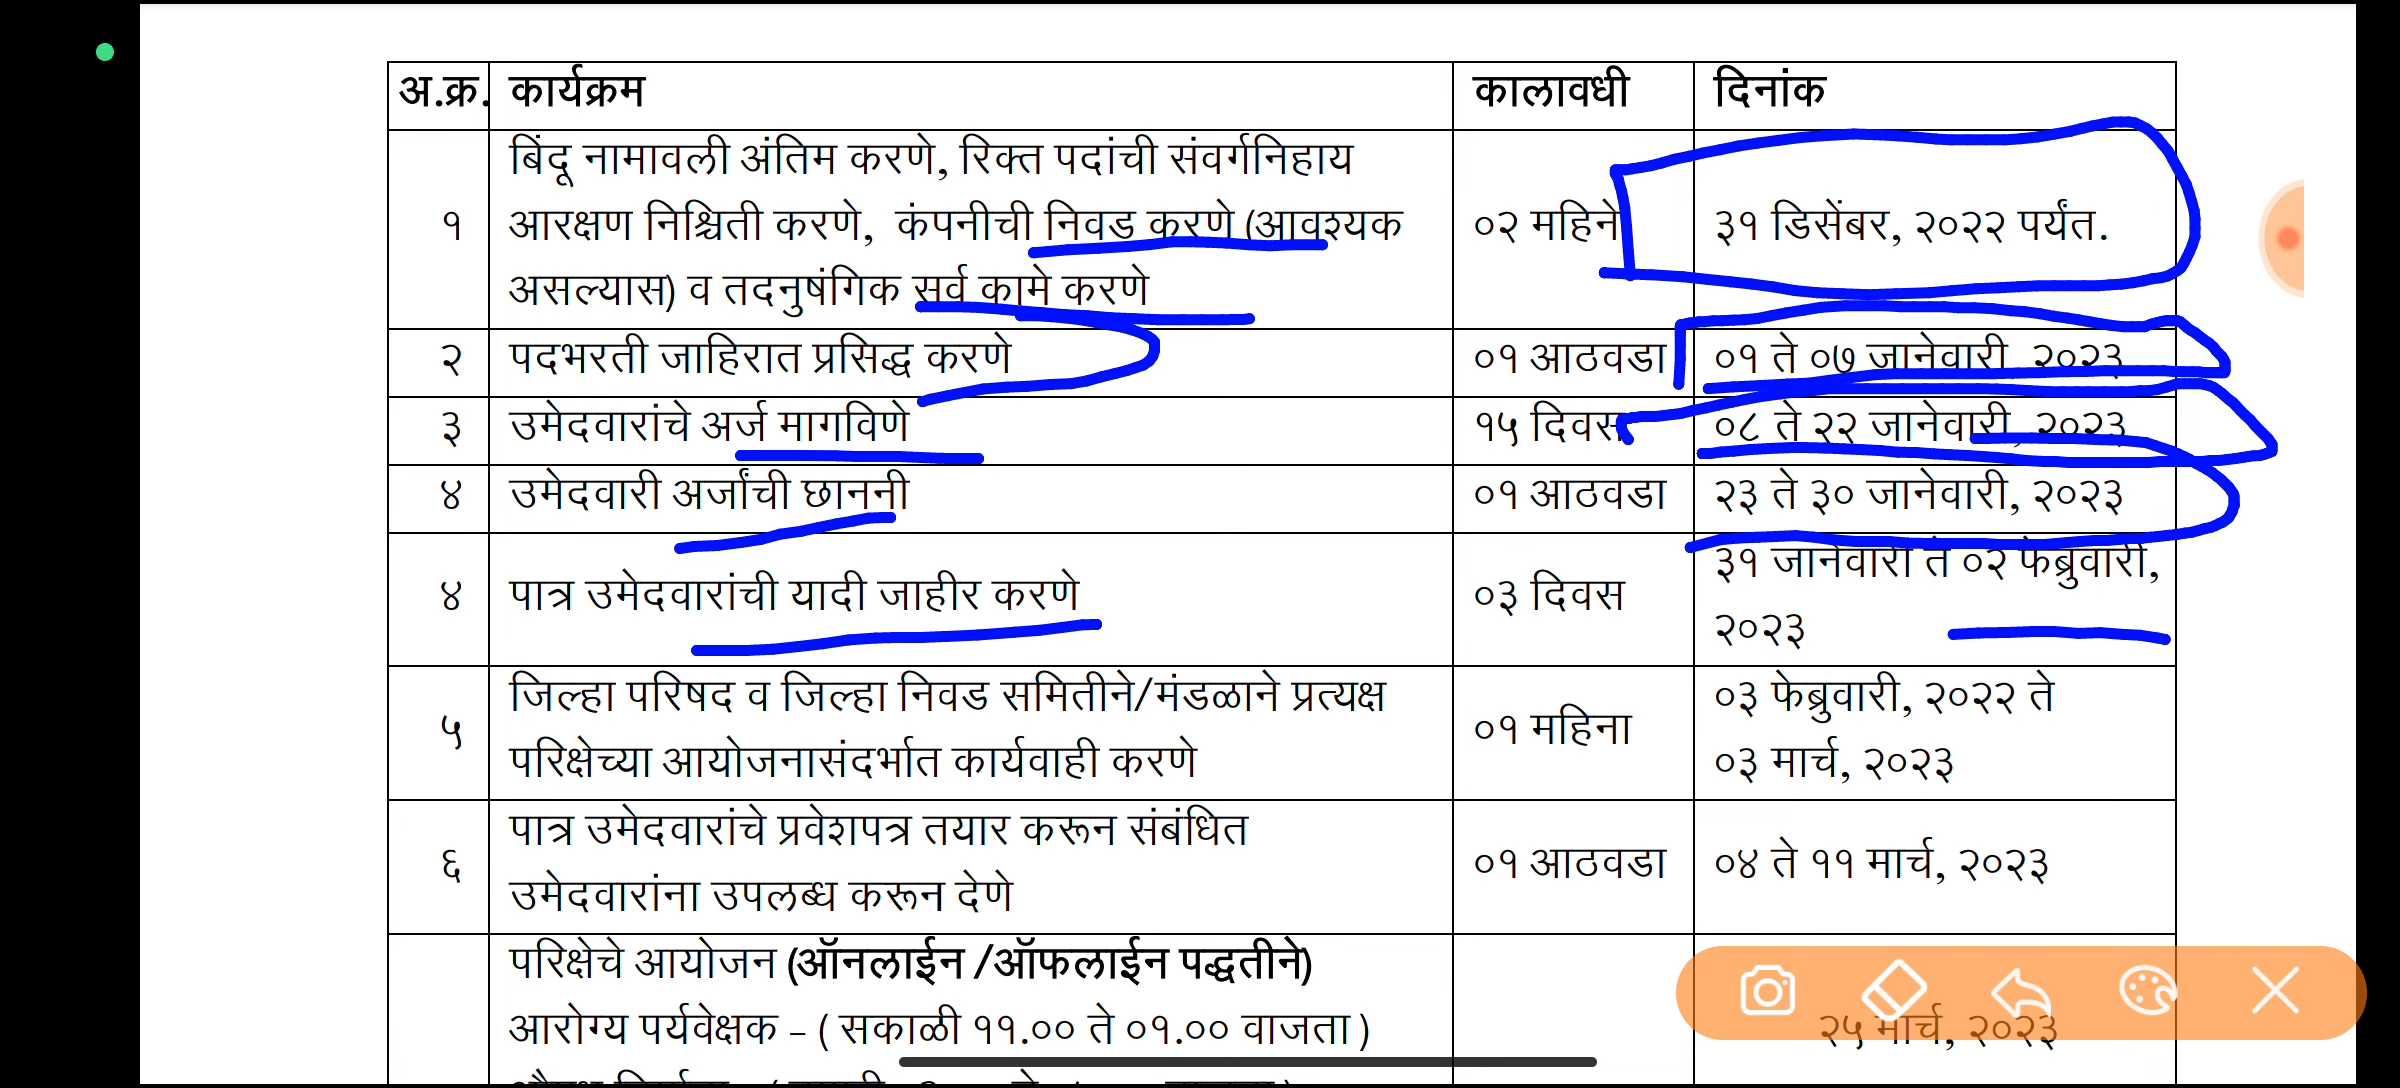 अ.क्र. कार्यक्रम कालावधी दिनांक
१ बिंदू नामावली अंतिम करणे, रिक्त पदांची संवर्गनिहाय
आरक्षण निश्चिती करणे, कंपनीची निवड करणे (आवश्यक
असल्यास) व तदनुषंगिक सर्व कामे करणे
०२ महिने ३१ डिसेंबर, २०२२ पर्यंत.
२ पदभरती जाहिरात प्रसिद्ध करणे ०१ आठवडा ०१ ते ०७ जानेवारी, २०२३
३ उमेदवारांचे अर्ज मागविणे १५ दिवस ०८ ते २२ जानेवारी, २०२३
४ उमेदवारी अर्जांची छाननी ०१ आठवडा २३ ते ३० जानेवारी, २०२३
४ पात्र उमेदवारांची यादी जाहीर करणे ०३ दिवस ३१ जानेवारी ते ०२ फेब्रुवारी,
२०२३
५ जिल्हा परिषद व जिल्हा निवड समितीने/मंडळाने प्रत्यक्ष
परिक्षेच्या आयोजनासंदर्भात कार्यवाही करणे
०१ महिना ०३ फेब्रुवारी, २०२२ ते
०३ मार्च, २०२३
६ पात्र उमेदवारांचे प्रवेशपत्र तयार करून संबंधित
उमेदवारांना उपलब्ध करून देणे
०१ आठवडा ०४ ते ११ मार्च, २०२३
परिक्षेचे आयोजन (ऑनलाईन /ऑफलाईन पद्धतीने)
आरोग्य पर्यवेक्षक – ( सकाळी ११.०० ते ०१.०० वाजता )
२५ मार्च, २०२३